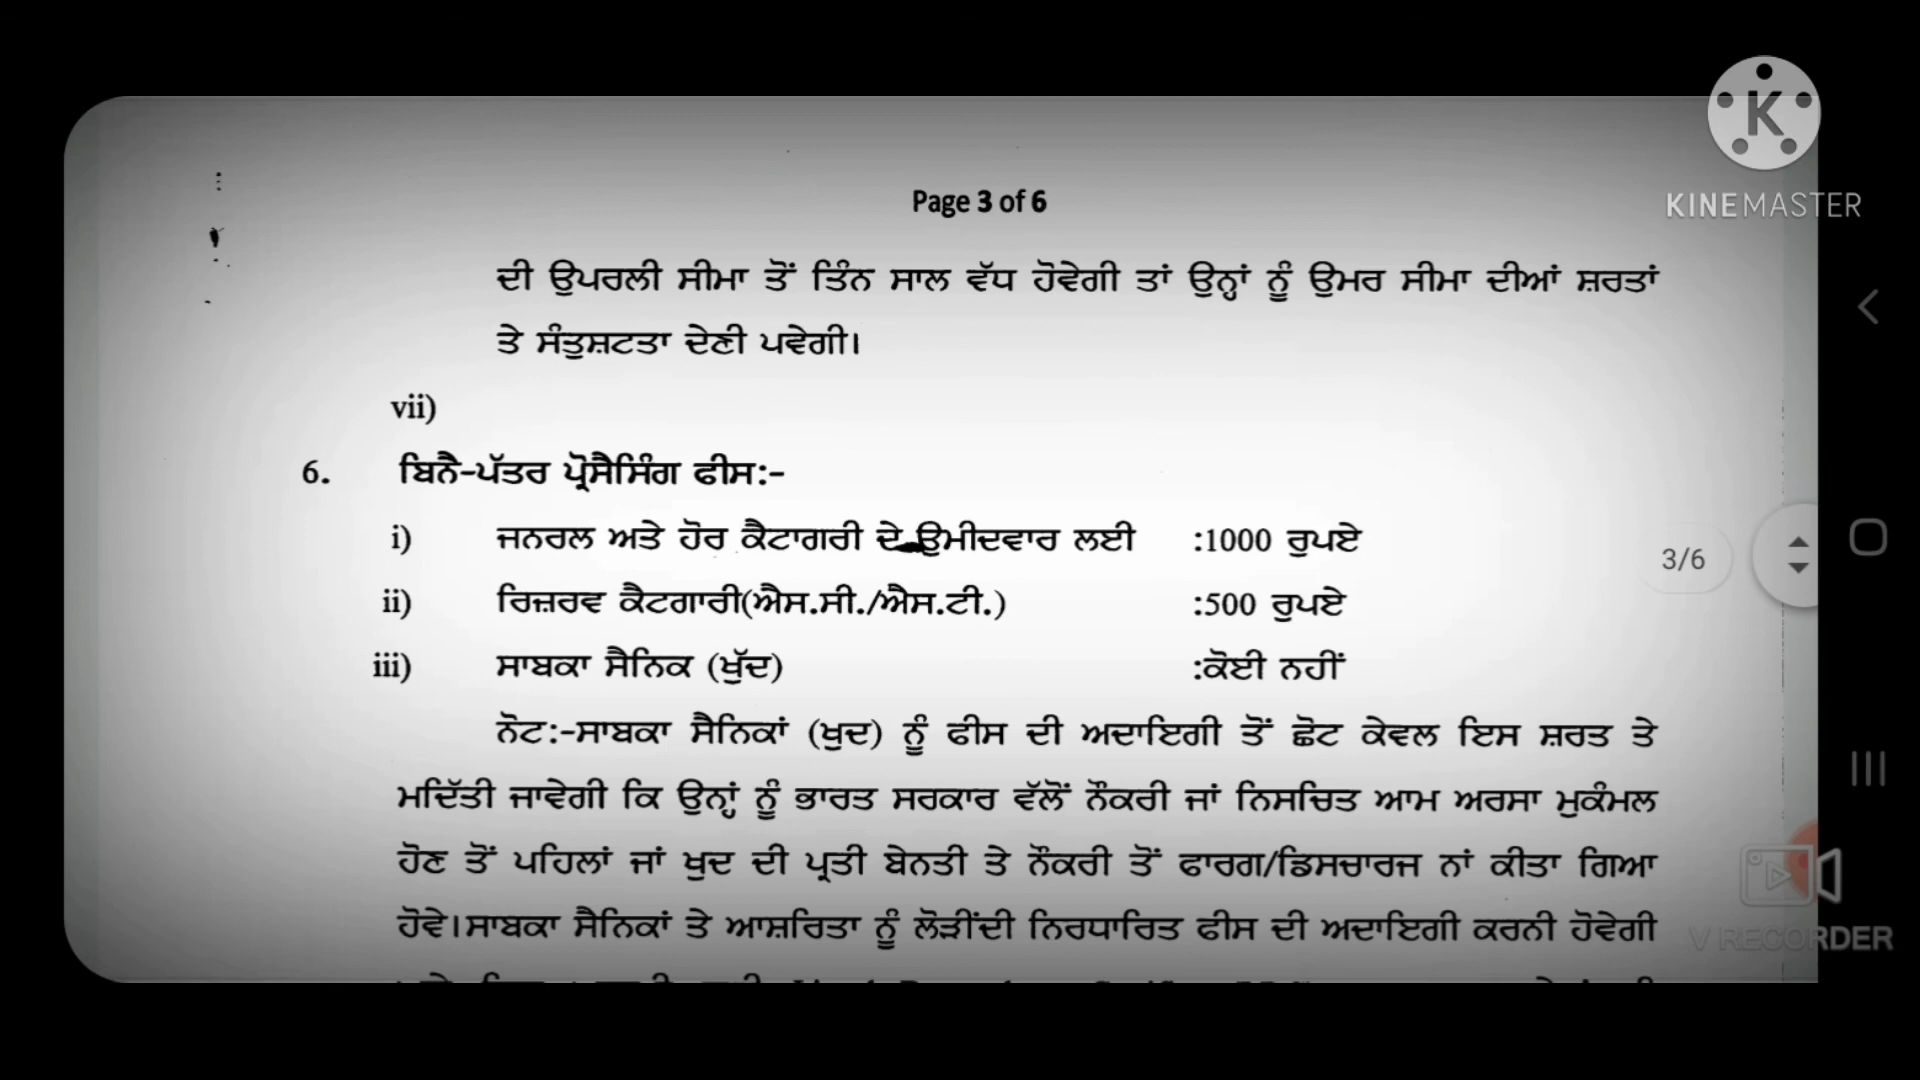 KINEMASTER
Page 3 of 6
ਦੀ ਉਪਰਲੀ ਸੀਮਾ ਤੋਂ ਤਿੰਨ ਸਾਲ ਵੱਧ ਹੋਵੇਗੀ ਤਾਂ ਉਨ੍ਹਾਂ ਨੂੰ ਉਮਰ ਸੀਮਾ ਦੀਆਂ ਸ਼ਰਤਾਂ
ਤੇ ਸੰਤੁਸ਼ਟਤਾ ਦੇਣੀ ਪਵੇਗੀ।
vii)
6. ਬਿਨੈ-ਪੱਤਰ ਪ੍ਰੋਸੈਸਿੰਗ ਫੀਸ:-
i) ਜਨਰਲ ਅਤੇ ਹੋਰ ਕੈਟਾਗਰੀ ਦੇ ਉਮੀਦਵਾਰ ਲਈ :1000 ਰੁਪਏ
3/6
ii) ਰਿਜ਼ਰਵ ਕੈਟਗਾਰੀ(ਐਸ.ਸੀ./ਐਸ.ਟੀ.) :500 ਰੁਪਏ
iii) ਸਾਬਕਾ ਸੈਨਿਕ (ਖੁੱਦ) :ਕੋਈ ਨਹੀਂ
ਨੋਟ:-ਸਾਬਕਾ ਸੈਨਿਕਾਂ (ਖੁਦ) ਨੂੰ ਫੀਸ ਦੀ ਅਦਾਇਗੀ ਤੋਂ ਛੋਟ ਕੇਵਲ ਇਸ ਸ਼ਰਤ ਤੇ
ਮਦਿੱਤੀ ਜਾਵੇਗੀ ਕਿ ਉਨ੍ਹਾਂ ਨੂੰ ਭਾਰਤ ਸਰਕਾਰ ਵੱਲੋਂ ਨੌਕਰੀ ਜਾਂ ਨਿਸਚਿਤ ਆਮ ਅਰਸਾ ਮੁਕੰਮਲ
ਹੋਣ ਤੋਂ ਪਹਿਲਾਂ ਜਾਂ ਖੁਦ ਦੀ ਪ੍ਰਤੀ ਬੇਨਤੀ ਤੇ ਨੌਕਰੀ ਤੋਂ ਫਾਰਗ/ਡਿਸਚਾਰਜ ਨਾਂ ਕੀਤਾ ਗਿਆ
ਹੋਵੇ।ਸਾਬਕਾ ਸੈਨਿਕਾਂ ਤੇ ਆਸ਼ਰਿਤਾ ਨੂੰ ਲੋੜੀਂਦੀ ਨਿਰਧਾਰਿਤ ਫੀਸ ਦੀ ਅਦਾਇਗੀ ਕਰਨੀ ਹੋਵੇਗੀ
V RECORDER